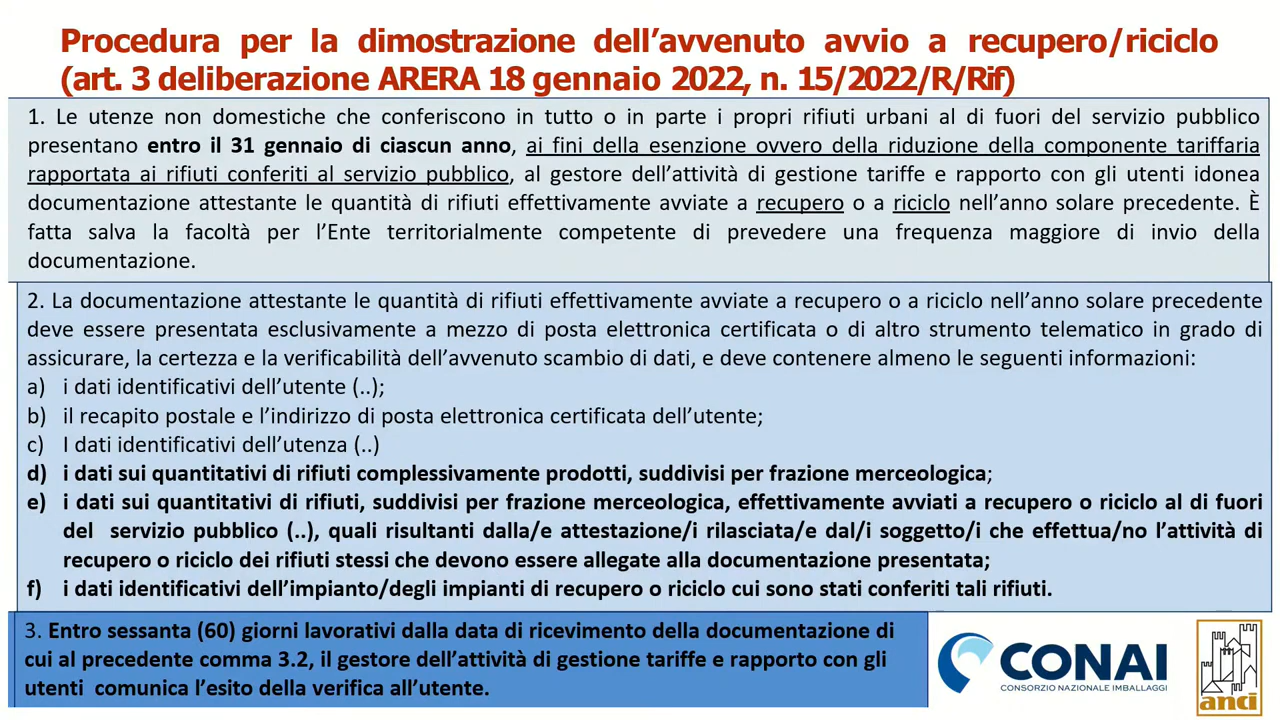 Procedura per la dimostrazione dell’avvenuto avvio a recupero/riciclo
(art. 3 deliberazione ARERA 18 gennaio 2022, n. 15/2022/R/Rif)
1. Le utenze non domestiche che conferiscono in tutto o in parte i propri rifiuti urbani al di fuori del servizio pubblico
presentano entro il 31 gennaio di ciascun anno, ai fini della esenzione ovvero della riduzione della componente tariffaria
rapportata ai rifiuti conferiti al servizio pubblico, al gestore dell’attività di gestione tariffe e rapporto con gli utenti idonea
documentazione attestante le quantità di rifiuti effettivamente avviate a recupero o a riciclo nell’anno solare precedente. È
fatta salva la facoltà per l’Ente territorialmente competente di prevedere una frequenza maggiore di invio della
documentazione.
2. La documentazione attestante le quantità di rifiuti effettivamente avviate a recupero o a riciclo nell’anno solare precedente
deve essere presentata esclusivamente a mezzo di posta elettronica certificata o di altro strumento telematico in grado di
assicurare, la certezza e la verificabilità dell’avvenuto scambio di dati, e deve contenere almeno le seguenti informazioni:
a) i dati identificativi dell’utente (..);
b) il recapito postale e l’indirizzo di posta elettronica certificata dell’utente;
c) I dati identificativi dell’utenza (..)
d) i dati sui quantitativi di rifiuti complessivamente prodotti, suddivisi per frazione merceologica;
e) i dati sui quantitativi di rifiuti, suddivisi per frazione merceologica, effettivamente avviati a recupero o riciclo al di fuori
del servizio pubblico (..), quali risultanti dalla/e attestazione/i rilasciata/e dal/i soggetto/i che effettua/no l’attività di
recupero o riciclo dei rifiuti stessi che devono essere allegate alla documentazione presentata;
f) i dati identificativi dell’impianto/degli impianti di recupero o riciclo cui sono stati conferiti tali rifiuti.
3. Entro sessanta (60) giorni lavorativi dalla data di ricevimento della documentazione di
cui al precedente comma 3.2, il gestore dell’attività di gestione tariffe e rapporto con gli
utenti comunica l’esito della verifica all’utente.
CONAI
CONSORZIO NAZIONALE IMBALLAGGI
anci